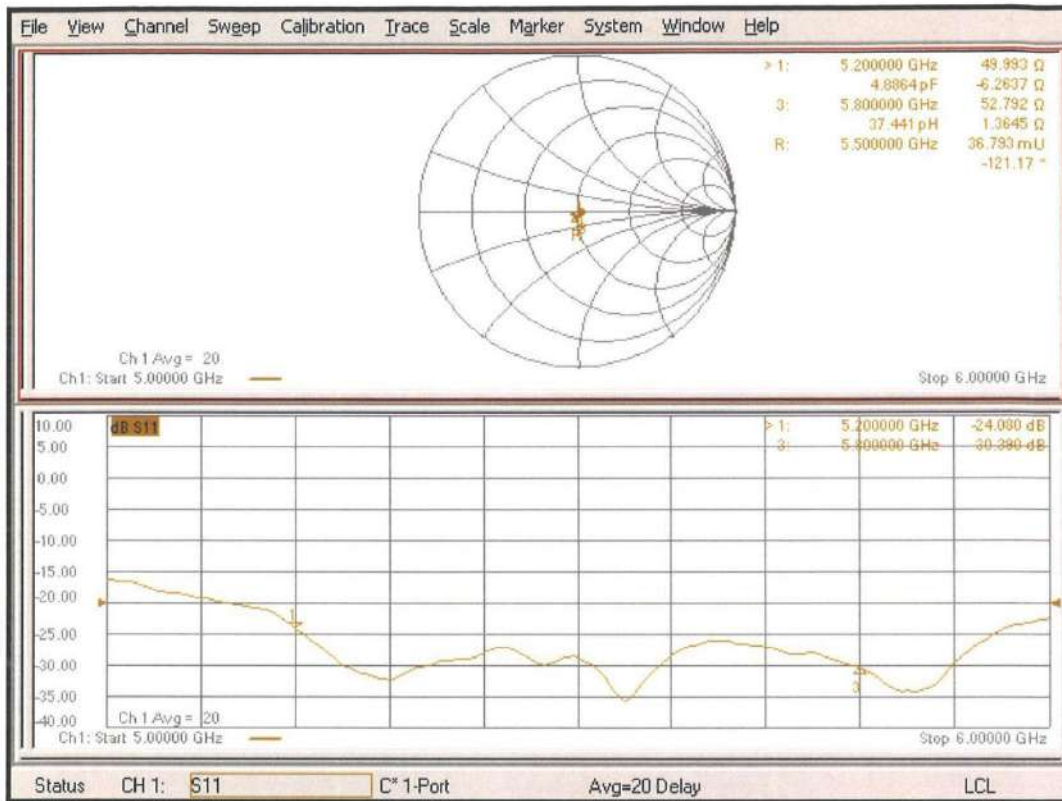 File View Channel Sweep Calibration Trace Scale Marker System Window Help
> 1: 5.200000 GHz 49.993 Ω
4.8864 pF -6.2637 Ω
3: 5.800000 GHz 52.792 Ω
37.441 pH 1.3645 Ω
R: 5.500000 GHz 36.793 mU
-121.17 °
Ch 1 Avg = 20
Ch1: Start 5.00000 GHz
Stop 6.00000 GHz
10.00
dB S11
> 1: 5.200000 GHz -24.080 dB
5.00
3: 5.800000 GHz -30.390 dB
0.00
-5.00
-10.00
-15.00
-20.00
1
-25.00
-30.00
3
-35.00
-40.00
Ch 1 Avg = 20
Ch1: Start 5.00000 GHz
Stop 6.00000 GHz
Status CH 1: S11 C* 1-Port Avg=20 Delay LCL